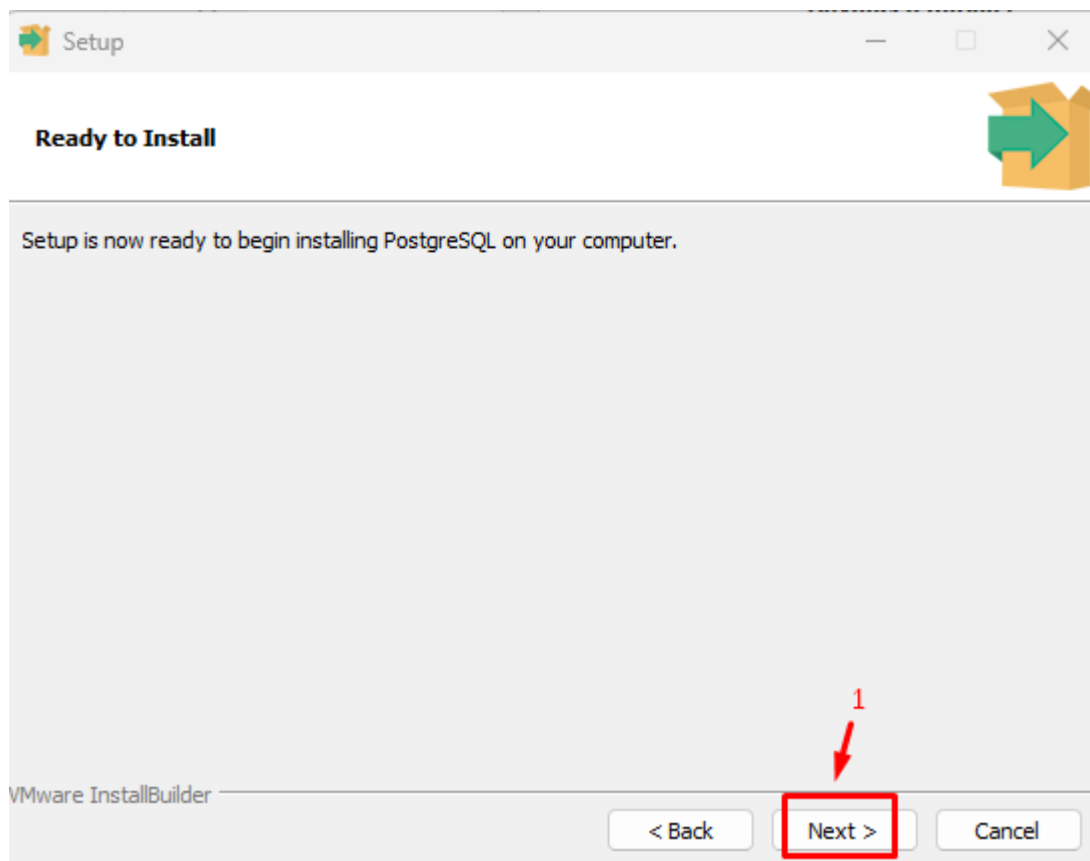 Setup
Ready to Install
Setup is now ready to begin installing PostgreSQL on your computer.
1
VMware InstallBuilder
< Back
Next >
Cancel